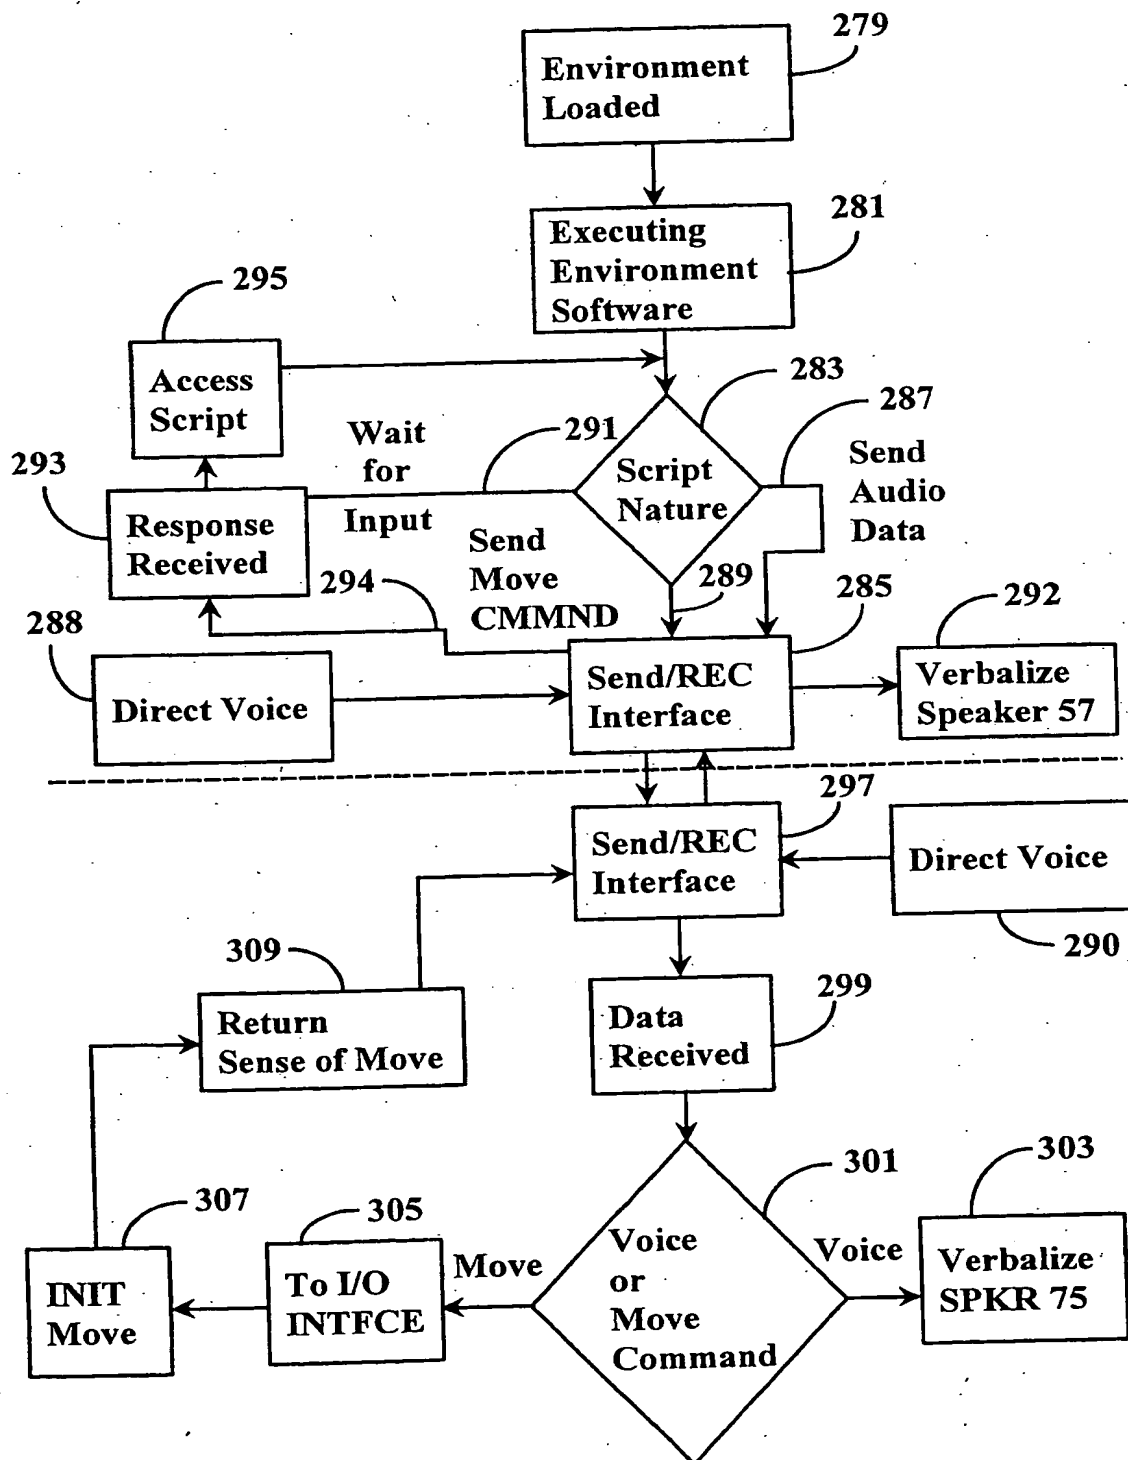 279
Environment
Loaded
281
Executing
Environment
Software
295
Access
Script
283
287
291
Wait
for
Input
Script
Nature
Send
Audio
Data
293
Response
Received
Send
Move
CMMND
294
289
285
292
288
Direct Voice
Send/REC
Interface
Verbalize
Speaker 57
297
Send/REC
Interface
Direct Voice
290
309
Return
Sense of Move
299
Data
Received
301
303
307
305
Voice
or
Move
Command
Voice
Verbalize
SPKR 75
Move
To I/O
INTFCE
INIT
Move